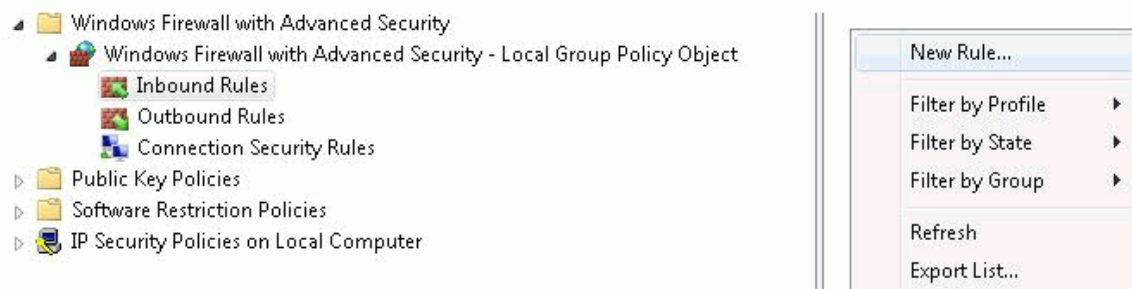 Windows Firewall with Advanced Security
Windows Firewall with Advanced Security - Local Group Policy Object
Inbound Rules
Outbound Rules
Connection Security Rules
Public Key Policies
Software Restriction Policies
IP Security Policies on Local Computer
New Rule...
Filter by Profile
Filter by State
Filter by Group
Refresh
Export List...